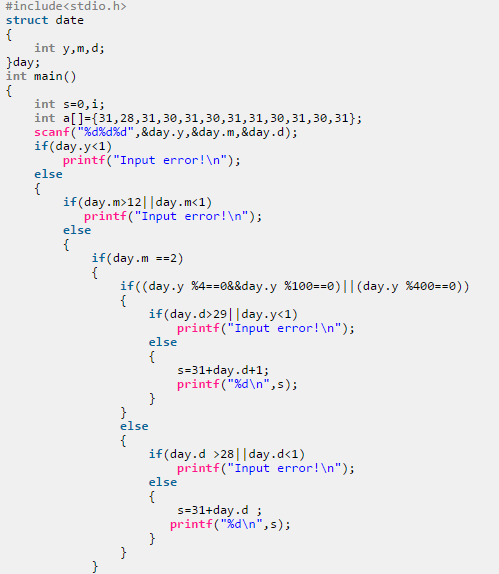 #include<stdio.h>
struct date
{
    int y,m,d;
}day;
int main()
{
    int s=0,i;
    int a[]={31,28,31,30,31,30,31,31,30,31,30,31};
    scanf("%d%d%d",&day.y,&day.m,&day.d);
    if(day.y<1)
        printf("Input error!\n");
    else
    {
        if(day.m>12||day.m<1)
           printf("Input error!\n");
        else
        {
            if(day.m ==2)
            {
                if((day.y %4==0&&day.y %100==0)||(day.y %400==0))
                {
                    if(day.d>29||day.y<1)
                        printf("Input error!\n");
                    else
                    {
                        s=31+day.d+1;
                        printf("%d\n",s);
                    }
                }
                else
                {
                    if(day.d >28||day.d<1)
                        printf("Input error!\n");
                    else
                    {
                        s=31+day.d ;
                       printf("%d\n",s);
                    }
                }
            }